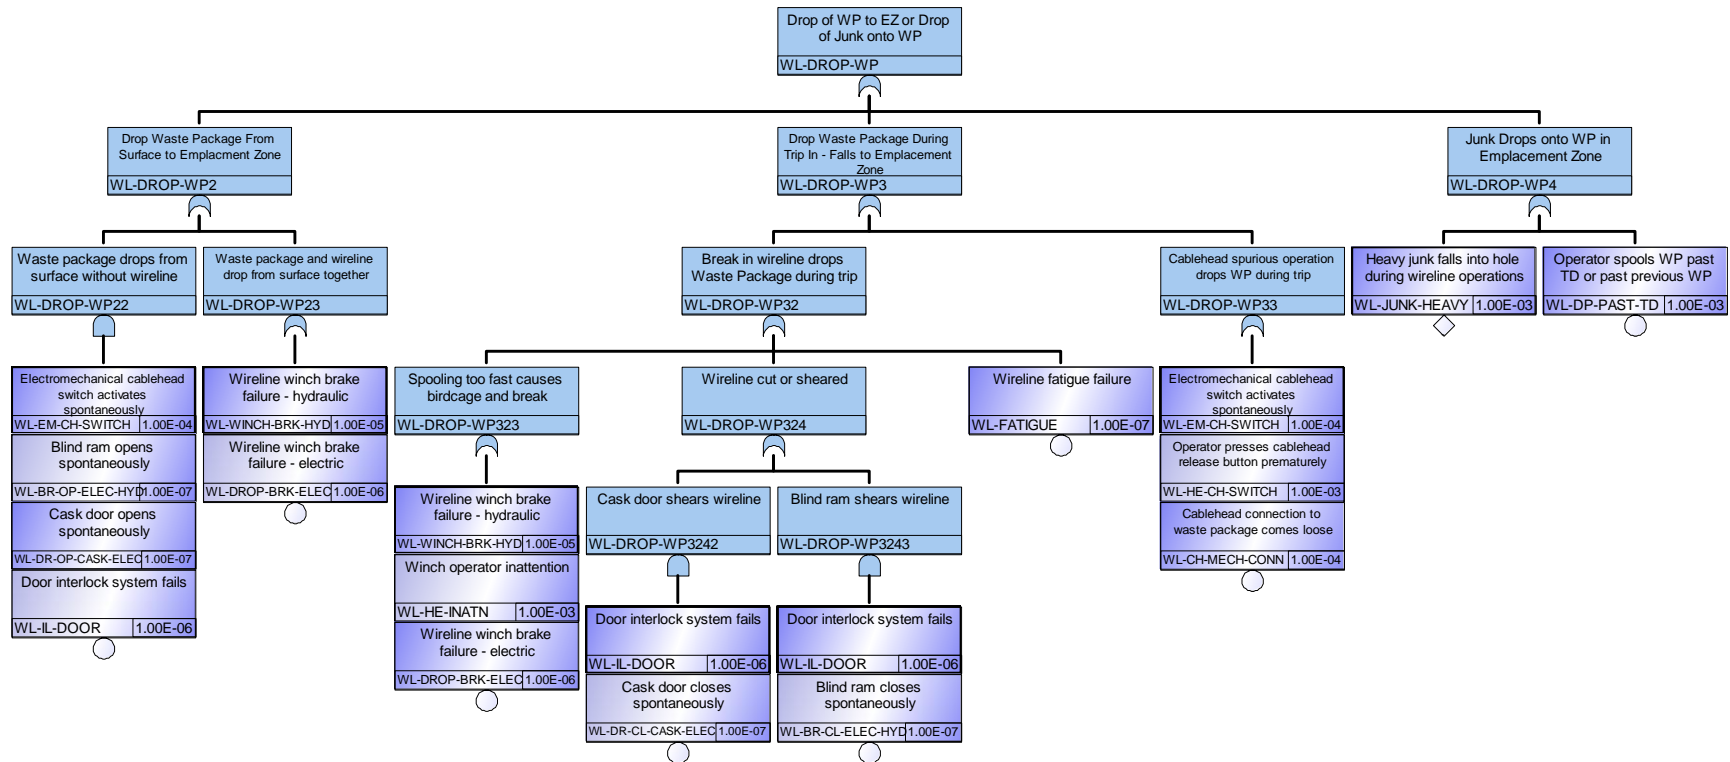 Drop of WP to EZ or Drop
of Junk onto WP
WL-DROP-WP
Drop Waste Package From
Surface to Emplacment Zone
WL-DROP-WP2
Drop Waste Package During
Trip In - Falls to Emplacement
Zone
WL-DROP-WP3
Junk Drops onto WP in
Emplacement Zone
WL-DROP-WP4
Waste package drops from
surface without wireline
WL-DROP-WP22
Waste package and wireline
drop from surface together
WL-DROP-WP23
Break in wireline drops
Waste Package during trip
WL-DROP-WP32
Cablehead spurious operation
drops WP during trip
WL-DROP-WP33
Heavy junk falls into hole
during wireline operations
WL-JUNK-HEAVY 1.00E-03
Operator spools WP past
TD or past previous WP
WL-DP-PAST-TD 1.00E-03
Electromechanical cablehead
switch activates
spontaneously
WL-EM-CH-SWITCH 1.00E-04
Blind ram opens
spontaneously
WL-BR-OP-ELEC-HYD 1.00E-07
Cask door opens
spontaneously
WL-DR-OP-CASK-ELEC 1.00E-07
Door interlock system fails
WL-IL-DOOR 1.00E-06
Wireline winch brake
failure - hydraulic
WL-WINCH-BRK-HYD 1.00E-05
Wireline winch brake
failure - electric
WL-DROP-BRK-ELEC 1.00E-06
Spooling too fast causes
birdcage and break
WL-DROP-WP323
Wireline cut or sheared
WL-DROP-WP324
Wireline fatigue failure
WL-FATIGUE 1.00E-07
Electromechanical cablehead
switch activates
spontaneously
WL-EM-CH-SWITCH 1.00E-04
Operator presses cablehead
release button prematurely
WL-HE-CH-SWITCH 1.00E-03
Cablehead connection to
waste package comes loose
WL-CH-MECH-CONN 1.00E-04
Wireline winch brake
failure - hydraulic
WL-WINCH-BRK-HYD 1.00E-05
Winch operator inattention
WL-HE-INATN 1.00E-03
Wireline winch brake
failure - electric
WL-DROP-BRK-ELEC 1.00E-06
Cask door shears wireline
WL-DROP-WP3242
Blind ram shears wireline
WL-DROP-WP3243
Door interlock system fails
WL-IL-DOOR 1.00E-06
Cask door closes
spontaneously
WL-DR-CL-CASK-ELEC 1.00E-07
Door interlock system fails
WL-IL-DOOR 1.00E-06
Blind ram closes
spontaneously
WL-BR-CL-ELEC-HYD 1.00E-07